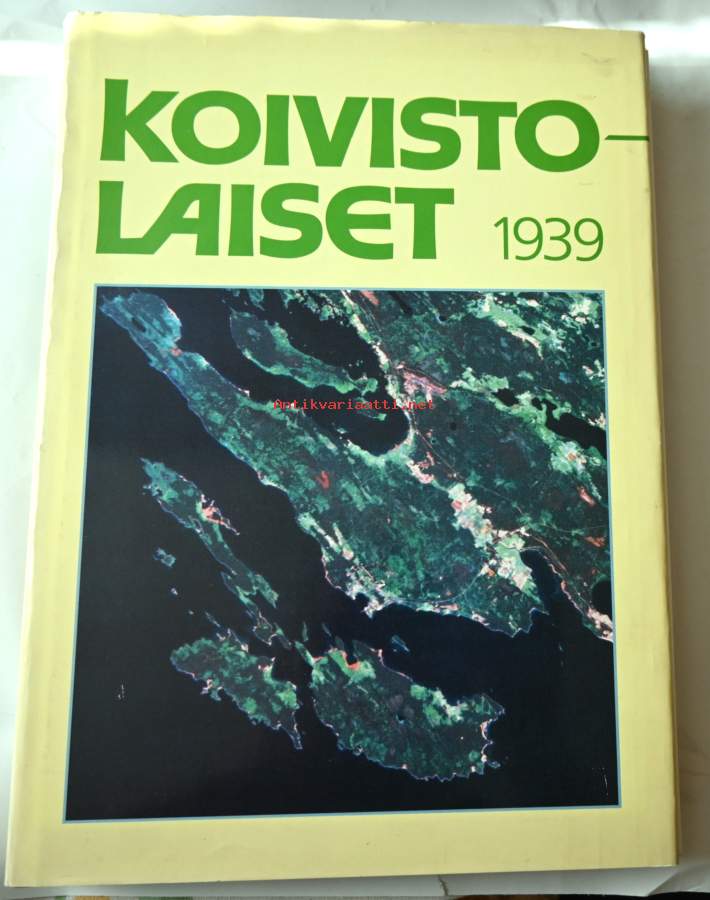 KOIVISTO-
LAISET 1939
Antikvariaatti.net